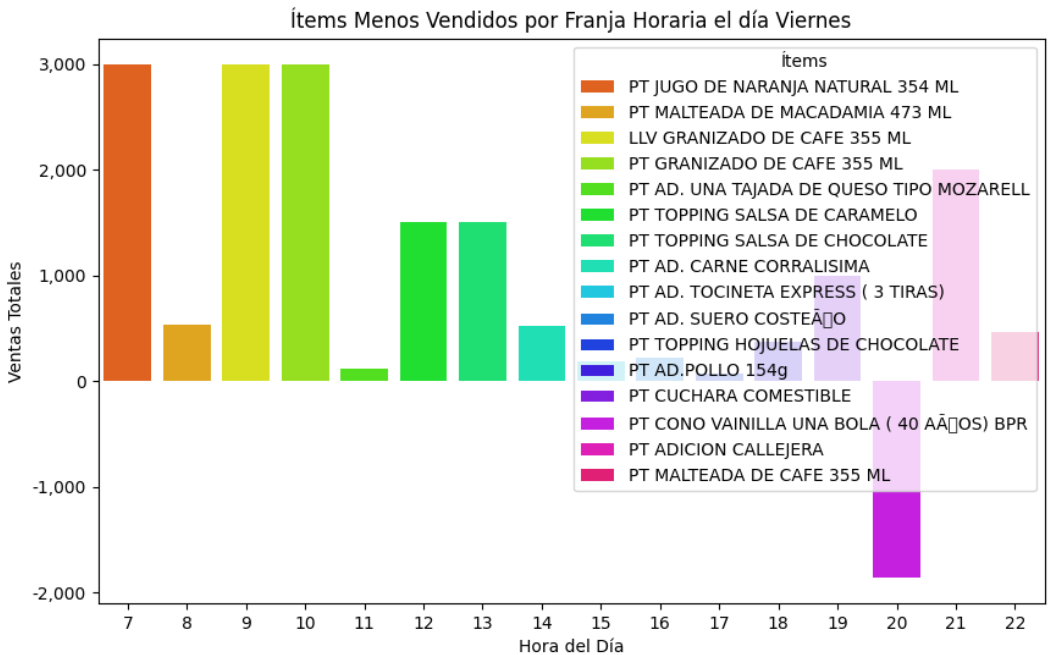 Ítems Menos Vendidos por Franja Horaria el día Viernes
Ventas Totales
3,000
2,000
1,000
0
-1,000
-2,000
Ítems
PT JUGO DE NARANJA NATURAL 354 ML
PT MALTEADA DE MACADAMIA 473 ML
LLV GRANIZADO DE CAFE 355 ML
PT GRANIZADO DE CAFE 355 ML
PT AD. UNA TAJADA DE QUESO TIPO MOZARELL
PT TOPPING SALSA DE CARAMELO
PT TOPPING SALSA DE CHOCOLATE
PT AD. CARNE CORRALISIMA
PT AD. TOCINETA EXPRESS ( 3 TIRAS)
PT AD. SUERO COSTEÃ▯O
PT TOPPING HOJUELAS DE CHOCOLATE
PT AD.POLLO 154g
PT CUCHARA COMESTIBLE
PT CONO VAINILLA UNA BOLA ( 40 AÃ▯OS) BPR
PT ADICION CALLEJERA
PT MALTEADA DE CAFE 355 ML
7 8 9 10 11 12 13 14 15 16 17 18 19 20 21 22
Hora del Día